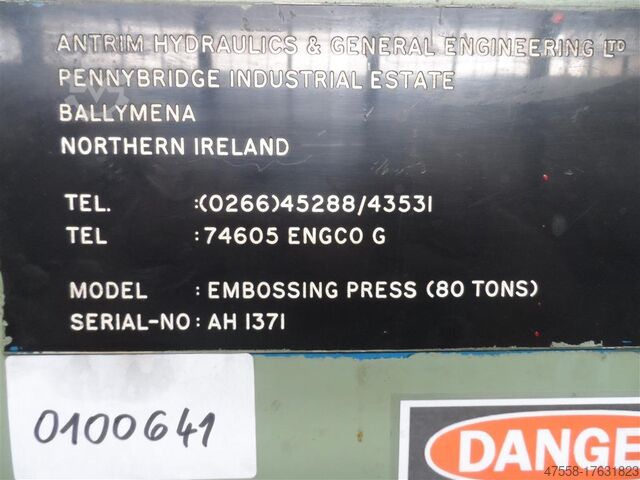 ANTRIM HYDRAULICS & GENERAL ENGINEERING LTD
PENNYBRIDGE INDUSTRIAL ESTATE
BALLYMENA
NORTHERN IRELAND
TEL. :(0266)45288/43531
TEL :74605 ENGCO G
MODEL : EMBOSSING PRESS (80 TONS)
SERIAL-NO: AH 1371
0100641
DANGE
47558-17631823